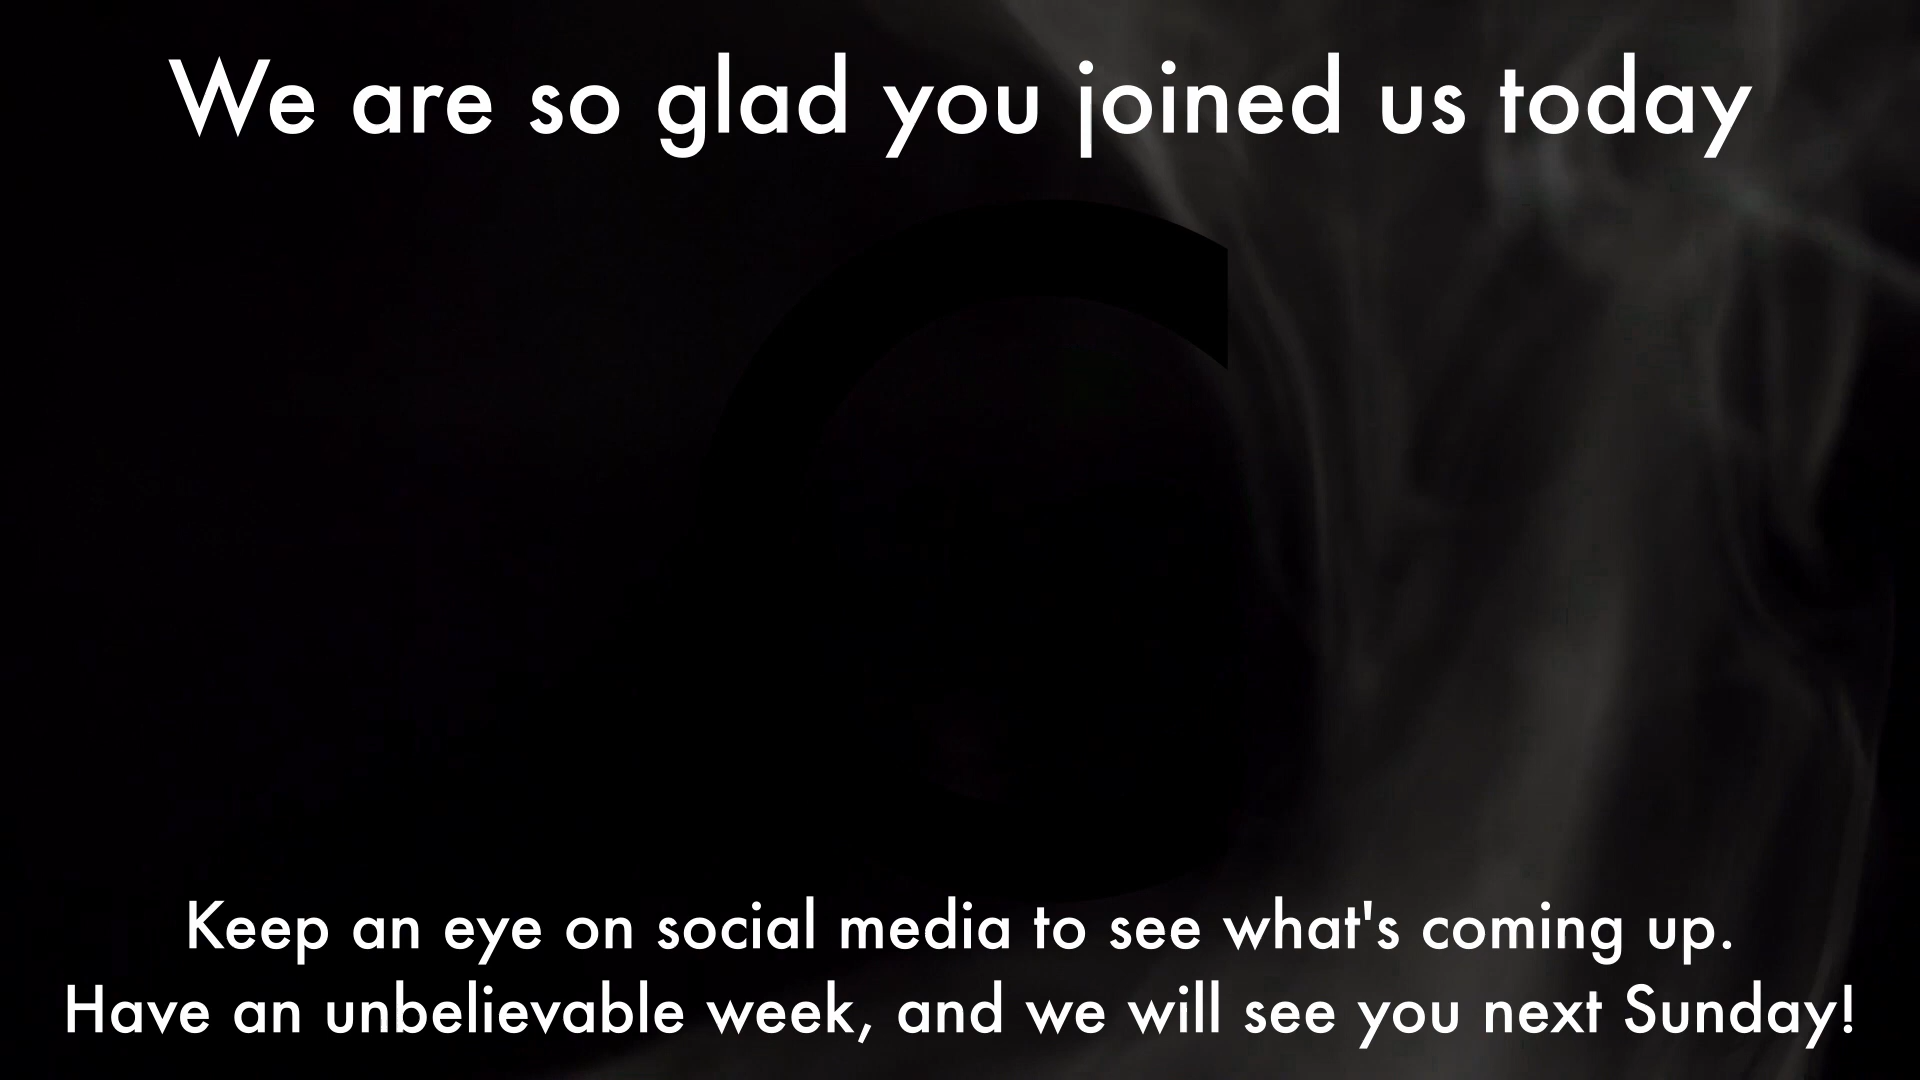 We are so glad you joined us today
Keep an eye on social media to see what's coming up.
Have an unbelievable week, and we will see you next Sunday!